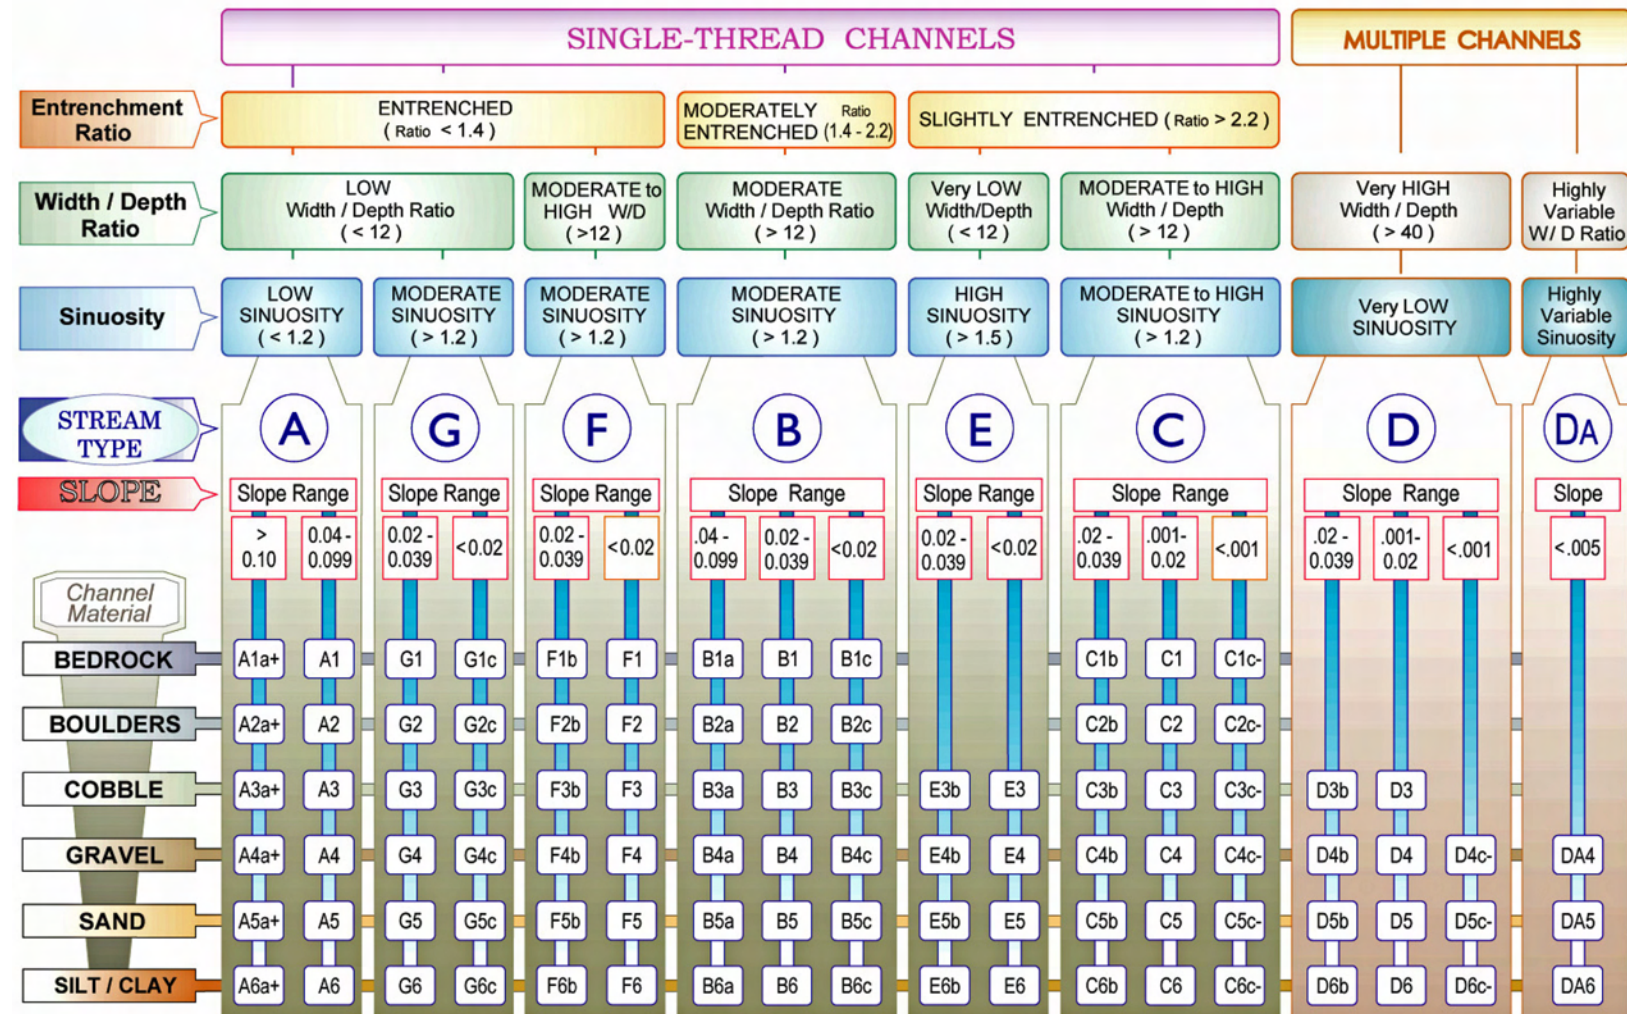 SINGLE-THREAD CHANNELS
MULTIPLE CHANNELS
Entrenchment
Ratio
ENTRENCHED
( Ratio < 1.4 )
MODERATELY Ratio
ENTRENCHED (1.4 - 2.2)
SLIGHTLY ENTRENCHED ( Ratio > 2.2 )
Width / Depth
Ratio
LOW
Width / Depth Ratio
( < 12 )
MODERATE to
HIGH W/D
( >12 )
MODERATE
Width / Depth Ratio
( > 12 )
Very LOW
Width/Depth
( < 12 )
MODERATE to HIGH
Width / Depth
( > 12 )
Very HIGH
Width / Depth
( > 40 )
Highly
Variable
W/ D Ratio
Sinuosity
LOW
SINUOSITY
( < 1.2 )
MODERATE
SINUOSITY
( > 1.2 )
MODERATE
SINUOSITY
( > 1.2 )
MODERATE
SINUOSITY
( > 1.2 )
HIGH
SINUOSITY
( > 1.5 )
MODERATE to HIGH
SINUOSITY
( > 1.2 )
Very LOW
SINUOSITY
Highly
Variable
Sinuosity
STREAM
TYPE
A G F B E C D DA
SLOPE
Slope Range Slope Range Slope Range Slope Range Slope Range Slope Range Slope Range Slope
>
0.10
0.04 -
0.099
0.02 -
0.039
<0.02
0.02 -
0.039
<0.02
.04 -
0.099
0.02 -
0.039
<0.02
0.02 -
0.039
<0.02
.02 -
0.039
.001-
0.02
<.001
.02 -
0.039
.001-
0.02
<.001
<.005
Channel
Material
BEDROCK A1a+ A1 G1 G1c F1b F1 B1a B1 B1c C1b C1 C1c-
BOULDERS A2a+ A2 G2 G2c F2b F2 B2a B2 B2c C2b C2 C2c-
COBBLE A3a+ A3 G3 G3c F3b F3 B3a B3 B3c E3b E3 C3b C3 C3c- D3b D3
GRAVEL A4a+ A4 G4 G4c F4b F4 B4a B4 B4c E4b E4 C4b C4 C4c- D4b D4 D4c- DA4
SAND A5a+ A5 G5 G5c F5b F5 B5a B5 B5c E5b E5 C5b C5 C5c- D5b D5 D5c- DA5
SILT / CLAY A6a+ A6 G6 G6c F6b F6 B6a B6 B6c E6b E6 C6b C6 C6c- D6b D6 D6c- DA6